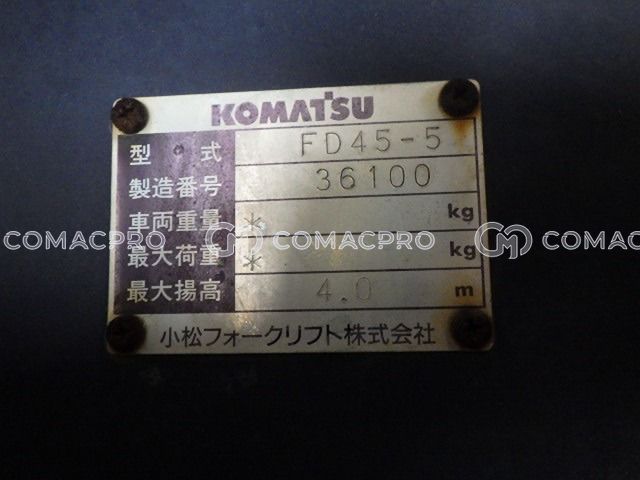 KOMATSU
型 式 FD45-5
製造番号 36100
車両重量 * kg
COMACPRO COMACPRO COMACPRO
最大荷重 * kg
最大揚高 4.0 m
小松フォークリフト株式会社